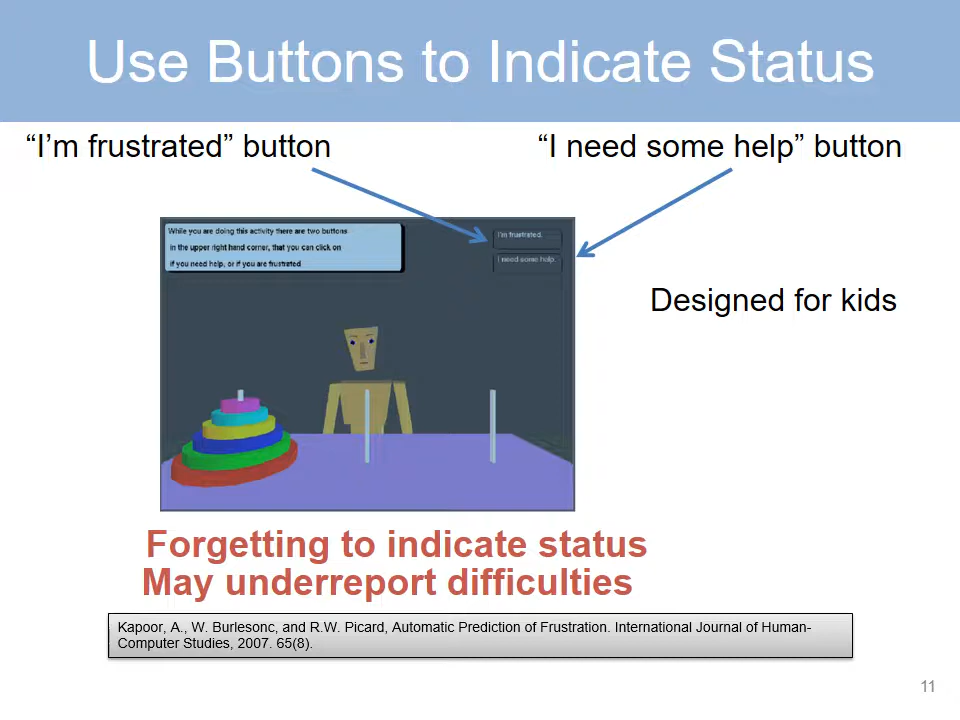 Use Buttons to Indicate Status
“I’m frustrated” button
“I need some help” button
While you are doing this activity there are two buttons
in the upper right hand corner, that you can click on
if you need help, or if you are frustrated
I'm frustrated.
I need some help.
Designed for kids
Forgetting to indicate status
May underreport difficulties
Kapoor, A., W. Burlesonc, and R.W. Picard, Automatic Prediction of Frustration. International Journal of Human-
Computer Studies, 2007. 65(8).
11